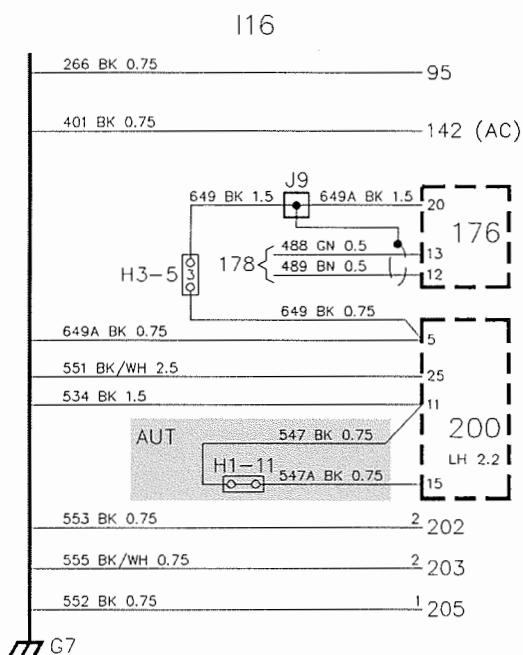 I16
266 BK 0.75
95
401 BK 0.75
142 (AC)
J9
649 BK 1.5
649A BK 1.5
20
176
178
488 GN 0.5
13
489 BN 0.5
12
H3-5
3
649 BK 0.75
649A BK 0.75
5
551 BK/WH 2.5
25
534 BK 1.5
11
AUT
547 BK 0.75
200
LH 2.2
H1-11
547A BK 0.75
15
553 BK 0.75
2
202
555 BK/WH 0.75
2
203
552 BK 0.75
1
205
G7